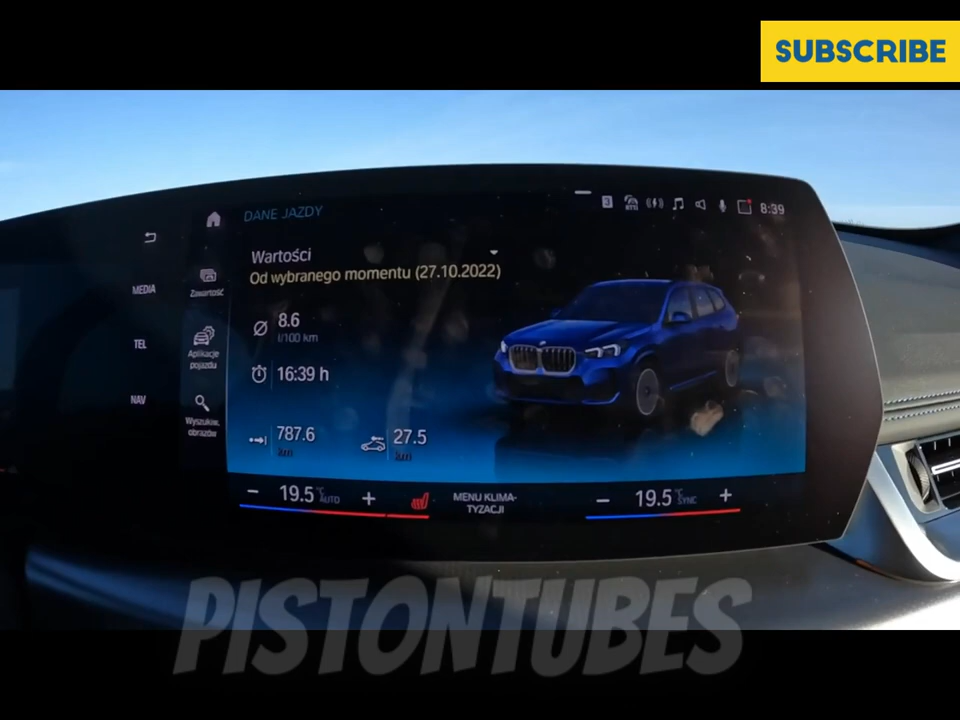 SUBSCRIBE
DANE JAZDY
3
8:39
Wartości
Od wybranego momentu (27.10.2022)
MEDIA
Zawartość
8.6
l/100 km
TEL
Aplikacje
pojazdu
16:39 h
NAV
Wyszukiw.
obrazów
787.6
km
27.5
km
- 19.5 °C AUTO +
MENU KLIMA-
TYZACJI
- 19.5 °C SYNC +
PISTONTUBES